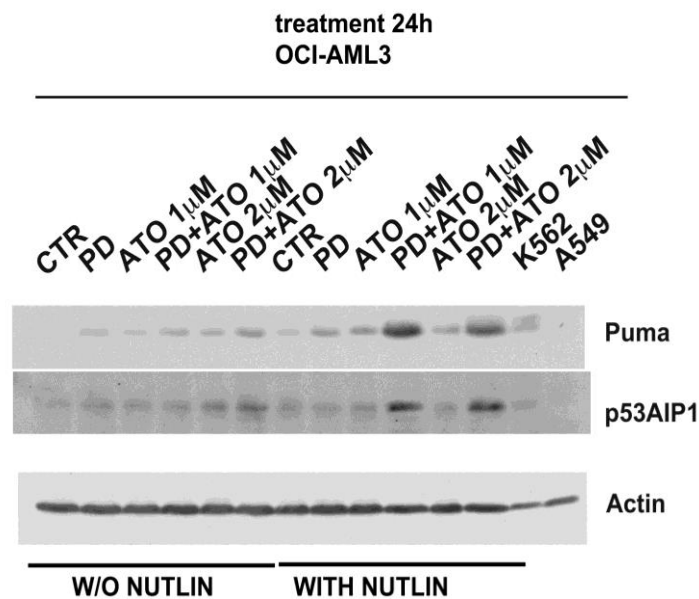 treatment 24h
OCI-AML3
CTR
PD
ATO 1μM
PD+ATO 1μM
ATO 2μM
PD+ATO 2μM
CTR
PD
ATO 1μM
PD+ATO 1μM
ATO 2μM
PD+ATO 2μM
K562
A549
Puma
p53AIP1
Actin
W/O NUTLIN
WITH NUTLIN